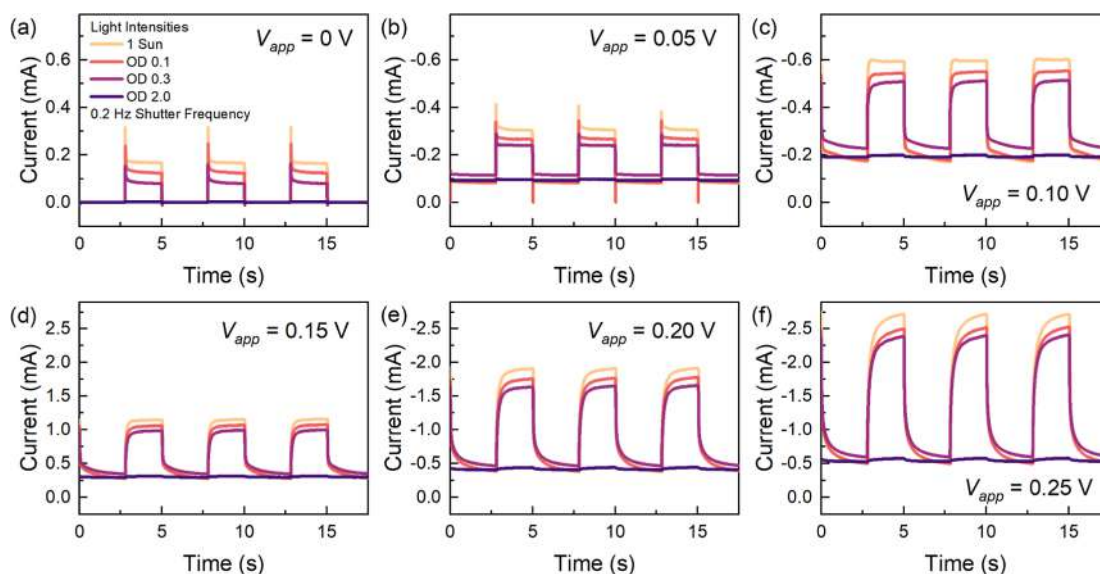 (a)
Light Intensities
1 Sun
OD 0.1
OD 0.3
OD 2.0
0.2 Hz Shutter Frequency
V_app = 0 V
0.6
0.4
0.2
0.0
Current (mA)
0 5 10 15
Time (s)
(b)
V_app = 0.05 V
-0.6
-0.4
-0.2
0.0
Current (mA)
0 5 10 15
Time (s)
(c)
-0.6
-0.4
-0.2
0.0
Current (mA)
V_app = 0.10 V
0 5 10 15
Time (s)
(d)
V_app = 0.15 V
2.5
2.0
1.5
1.0
0.5
0.0
Current (mA)
0 5 10 15
Time (s)
(e)
V_app = 0.20 V
-2.5
-2.0
-1.5
-1.0
-0.5
0.0
Current (mA)
0 5 10 15
Time (s)
(f)
-2.5
-2.0
-1.5
-1.0
-0.5
0.0
Current (mA)
V_app = 0.25 V
0 5 10 15
Time (s)